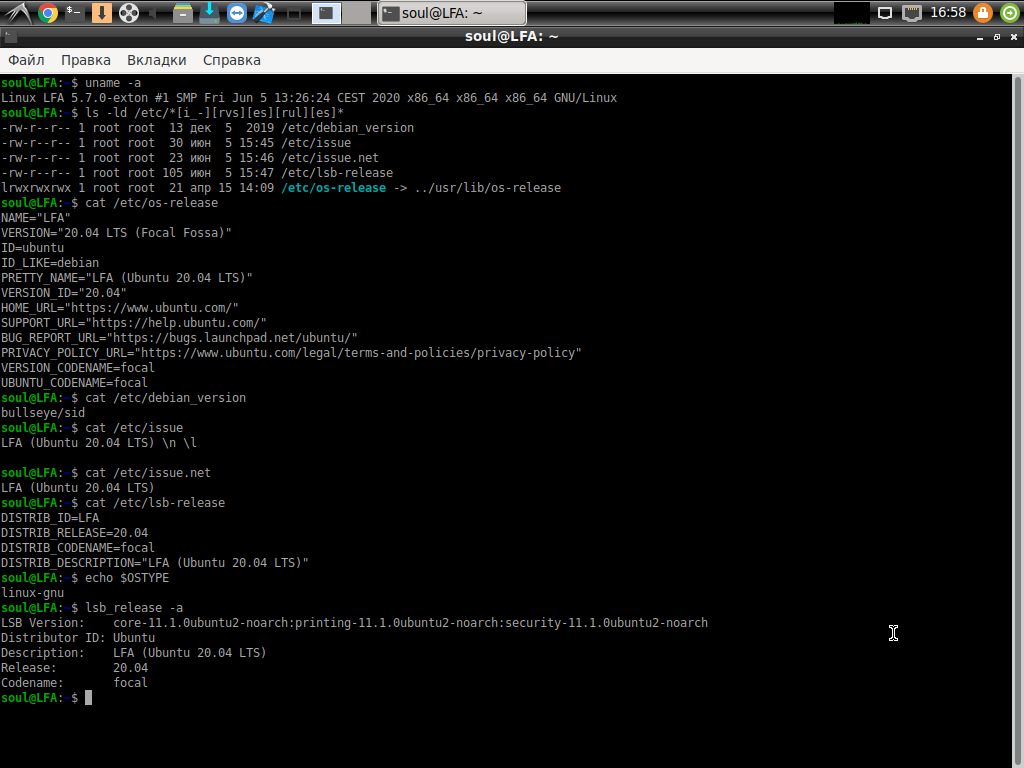 soul@LFA: ~
16:58
soul@LFA: ~
Файл Правка Вкладки Справка
soul@LFA:~$ uname -a
Linux LFA 5.7.0-exton #1 SMP Fri Jun 5 13:26:24 CEST 2020 x86_64 x86_64 x86_64 GNU/Linux
soul@LFA:~$ ls -ld /etc/*[i_-][rvs][es][rul][es]*
-rw-r--r-- 1 root root  13 дек  5  2019 /etc/debian_version
-rw-r--r-- 1 root root  30 июн  5 15:45 /etc/issue
-rw-r--r-- 1 root root  23 июн  5 15:46 /etc/issue.net
-rw-r--r-- 1 root root 105 июн  5 15:47 /etc/lsb-release
lrwxrwxrwx 1 root root  21 апр 15 14:09 /etc/os-release -> ../usr/lib/os-release
soul@LFA:~$ cat /etc/os-release
NAME="LFA"
VERSION="20.04 LTS (Focal Fossa)"
ID=ubuntu
ID_LIKE=debian
PRETTY_NAME="LFA (Ubuntu 20.04 LTS)"
VERSION_ID="20.04"
HOME_URL="https://www.ubuntu.com/"
SUPPORT_URL="https://help.ubuntu.com/"
BUG_REPORT_URL="https://bugs.launchpad.net/ubuntu/"
PRIVACY_POLICY_URL="https://www.ubuntu.com/legal/terms-and-policies/privacy-policy"
VERSION_CODENAME=focal
UBUNTU_CODENAME=focal
soul@LFA:~$ cat /etc/debian_version
bullseye/sid
soul@LFA:~$ cat /etc/issue
LFA (Ubuntu 20.04 LTS) \n \l
soul@LFA:~$ cat /etc/issue.net
LFA (Ubuntu 20.04 LTS)
soul@LFA:~$ cat /etc/lsb-release
DISTRIB_ID=LFA
DISTRIB_RELEASE=20.04
DISTRIB_CODENAME=focal
DISTRIB_DESCRIPTION="LFA (Ubuntu 20.04 LTS)"
soul@LFA:~$ echo $OSTYPE
linux-gnu
soul@LFA:~$ lsb_release -a
LSB Version:    core-11.1.0ubuntu2-noarch:printing-11.1.0ubuntu2-noarch:security-11.1.0ubuntu2-noarch
Distributor ID: Ubuntu
Description:    LFA (Ubuntu 20.04 LTS)
Release:        20.04
Codename:       focal
soul@LFA:~$